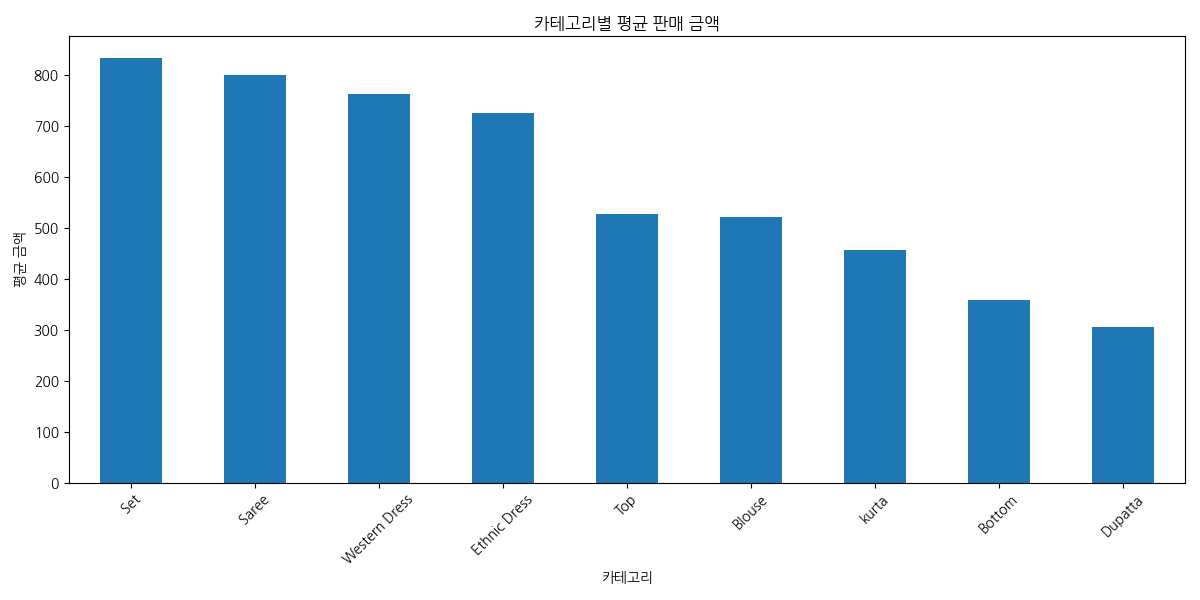 카테고리별 평균 판매 금액
평균 금액
800
700
600
500
400
300
200
100
0
Set
Saree
Western Dress
Ethnic Dress
Top
Blouse
kurta
Bottom
Dupatta
카테고리